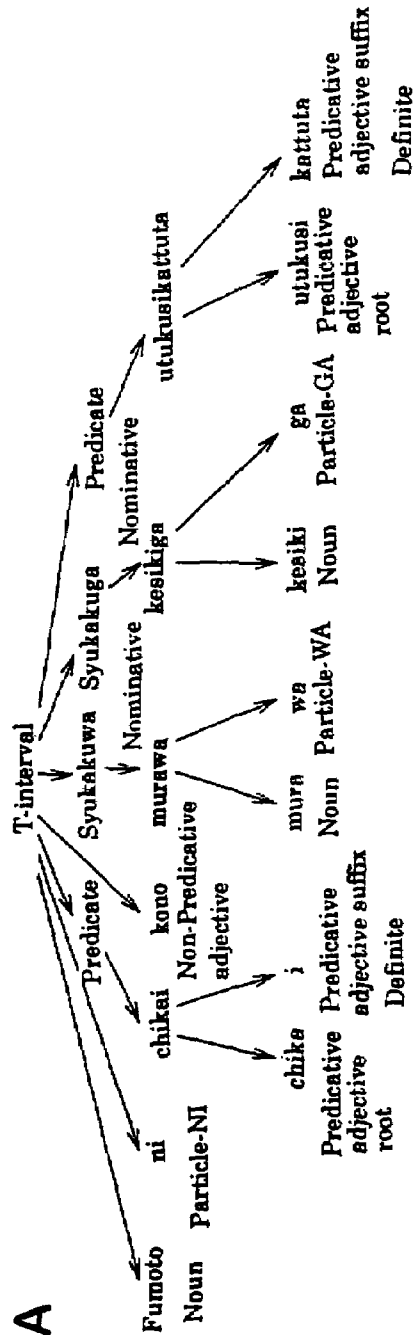 A
T-interval
Predicate
Syukakuwa
Syukakuga
Predicate
Nominative
Nominative
Fumoto
Noun
ni
Particle-NI
chikai
kono
Non-Predicative
adjective
murawa
kesikiga
utukusikattuta
chika
Predicative
adjective
root
i
Predicative
adjective suffix
Definite
mura
Noun
wa
Particle-WA
kesiki
Noun
ga
Particle-GA
utukusi
Predicative
adjective
root
kattuta
Predicative
adjective suffix
Definite